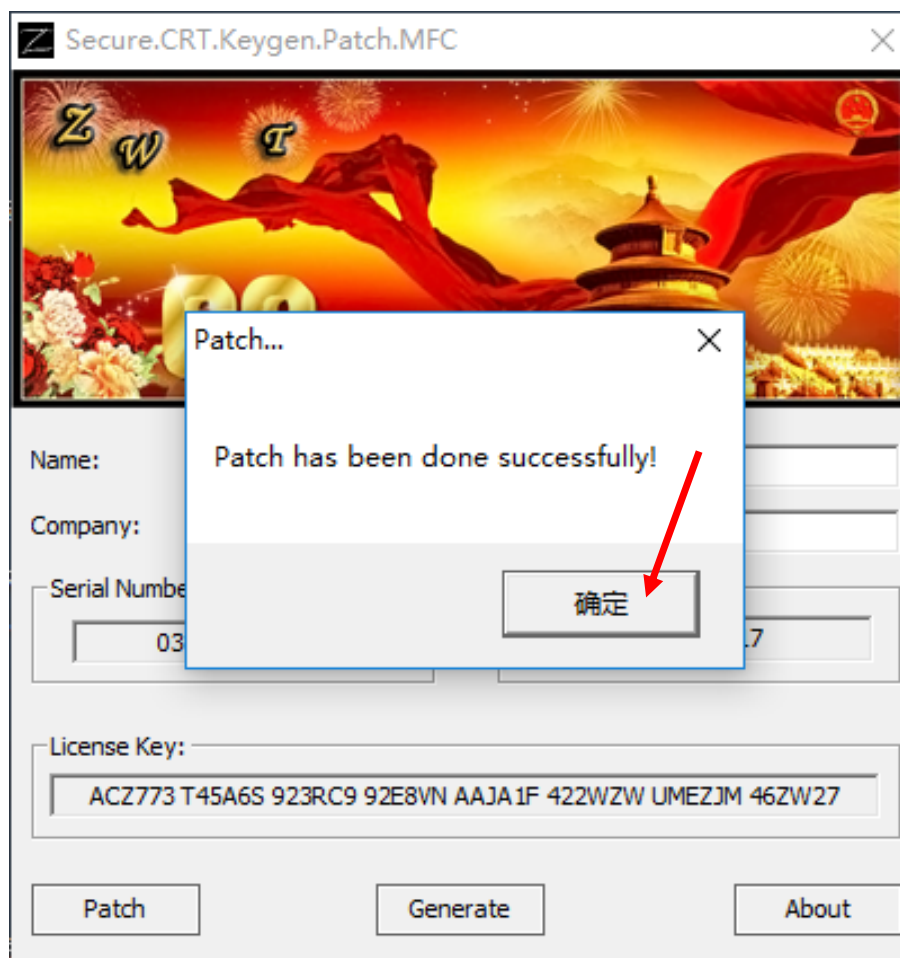 Secure.CRT.Keygen.Patch.MFC
Z W T
Patch...
Patch has been done successfully!
确定
Name:
Company:
Serial Numbe
03
.7
License Key:
ACZ773 T45A6S 923RC9 92E8VN AAJA1F 422WZW UMEZJM 46ZW27
Patch
Generate
About